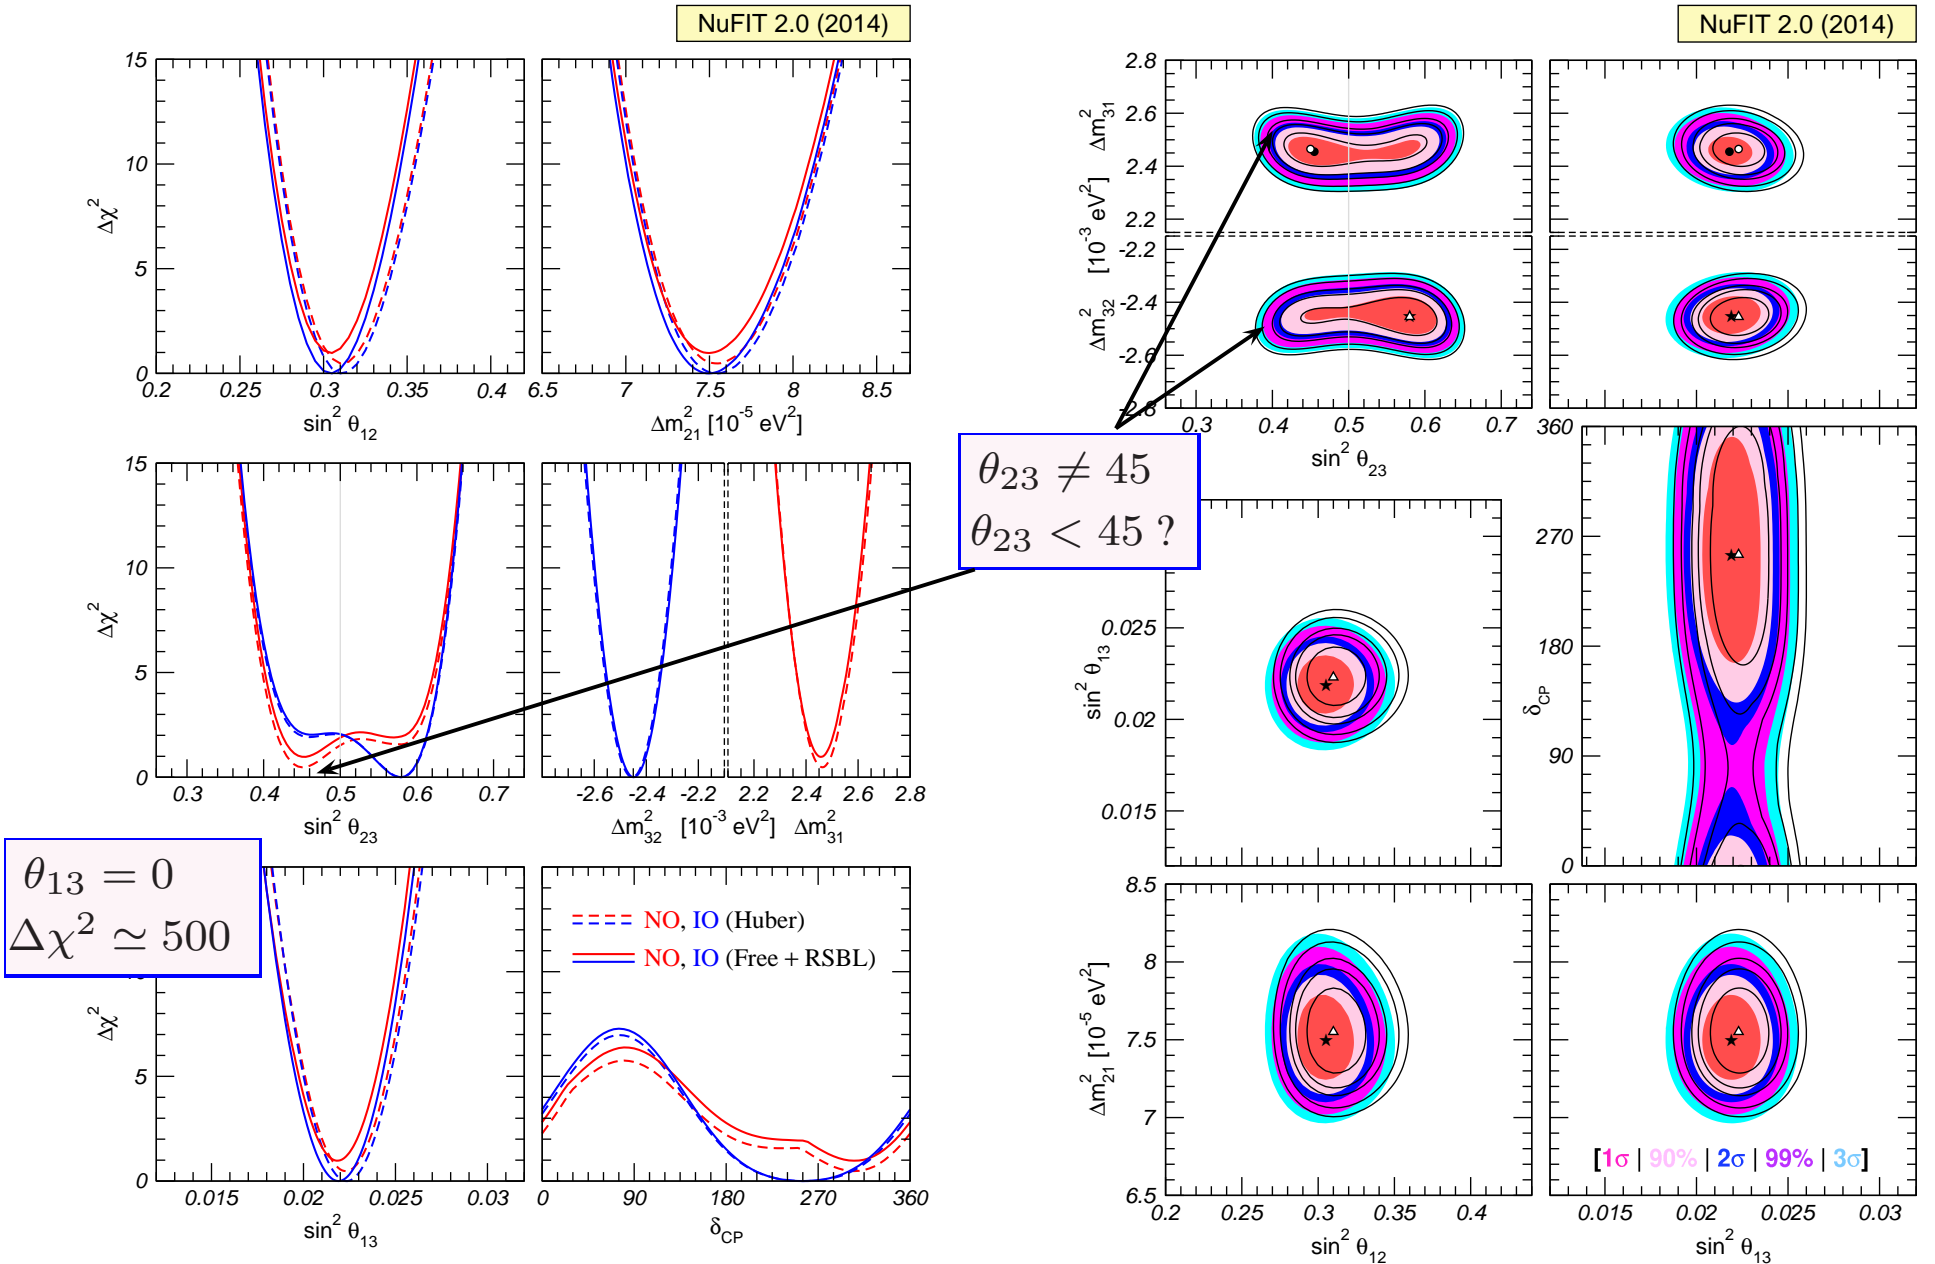 NuFIT 2.0 (2014)
15
10
5
0
Δχ²
0.2 0.25 0.3 0.35 0.4
sin² θ₁₂
6.5 7 7.5 8 8.5
Δm²₂₁ [10⁻⁵ eV²]
15
10
5
0
Δχ²
0.3 0.4 0.5 0.6 0.7
sin² θ₂₃
-2.6 -2.4 -2.2 2.2 2.4 2.6 2.8
Δm²₃₂ [10⁻³ eV²] Δm²₃₁
θ₁₃ = 0
Δχ² ≃ 500
5
0
Δχ²
0.015 0.02 0.025 0.03
sin² θ₁₃
NO, IO (Huber)
NO, IO (Free + RSBL)
0 90 180 270 360
δCP
θ₂₃ ≠ 45
θ₂₃ < 45 ?
NuFIT 2.0 (2014)
2.8
2.6
2.4
2.2
-2.2
-2.4
-2.6
-2.8
Δm²₃₂ [10⁻³ eV²] Δm²₃₁
0.3 0.4 0.5 0.6 0.7
sin² θ₂₃
360
270
180
90
0
δCP
0.025
0.02
0.015
sin² θ₁₃
8.5
8
7.5
7
6.5
Δm²₂₁ [10⁻⁵ eV²]
0.2 0.25 0.3 0.35 0.4
sin² θ₁₂
[1σ | 90% | 2σ | 99% | 3σ]
0.015 0.02 0.025 0.03
sin² θ₁₃